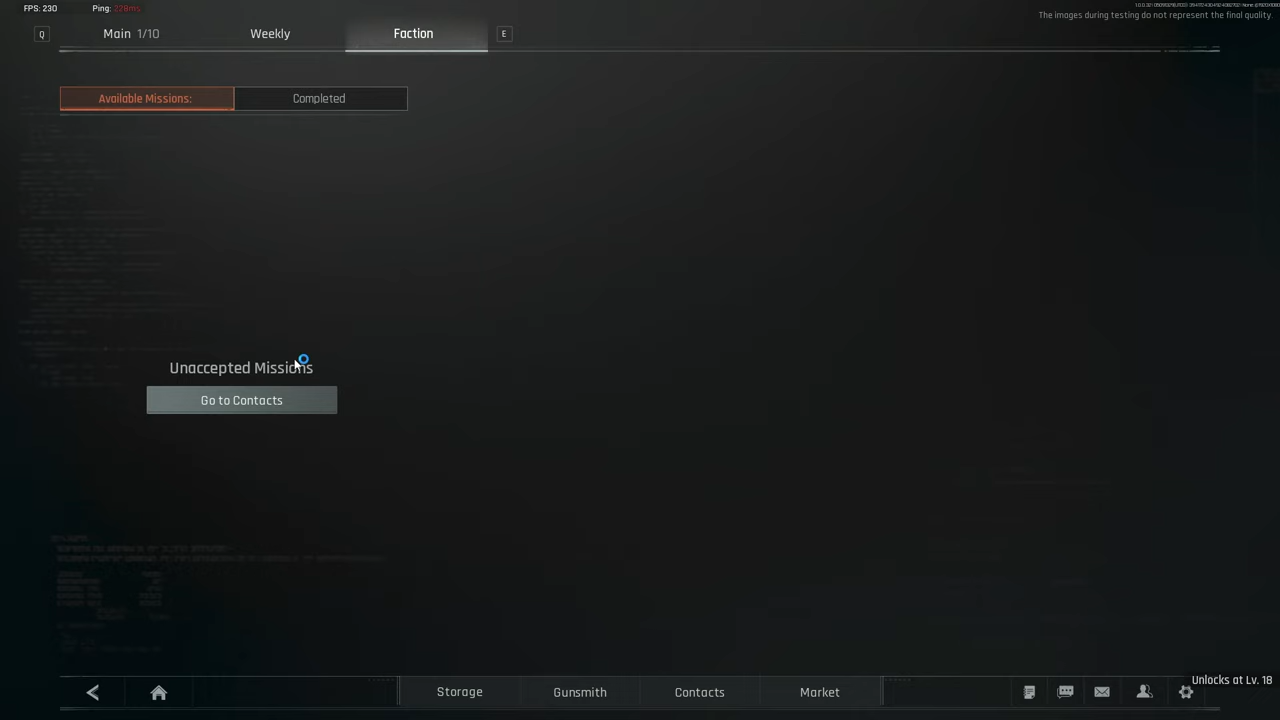 FPS: 230 Ping: 228ms
The images during testing do not represent the final quality
Q Main 1/10 Weekly Faction E
Available Missions: Completed
Unaccepted Missions
Go to Contacts
Unlocks at Lv. 18
Storage Gunsmith Contacts Market